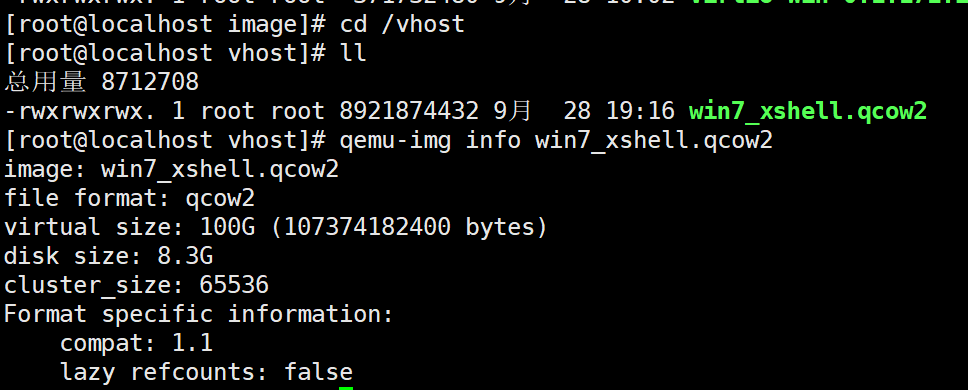 [root@localhost image]# cd /vhost
[root@localhost vhost]# ll
总用量 8712708
-rwxrwxrwx. 1 root root 8921874432 9月  28 19:16 win7_xshell.qcow2
[root@localhost vhost]# qemu-img info win7_xshell.qcow2
image: win7_xshell.qcow2
file format: qcow2
virtual size: 100G (107374182400 bytes)
disk size: 8.3G
cluster_size: 65536
Format specific information:
    compat: 1.1
    lazy refcounts: false